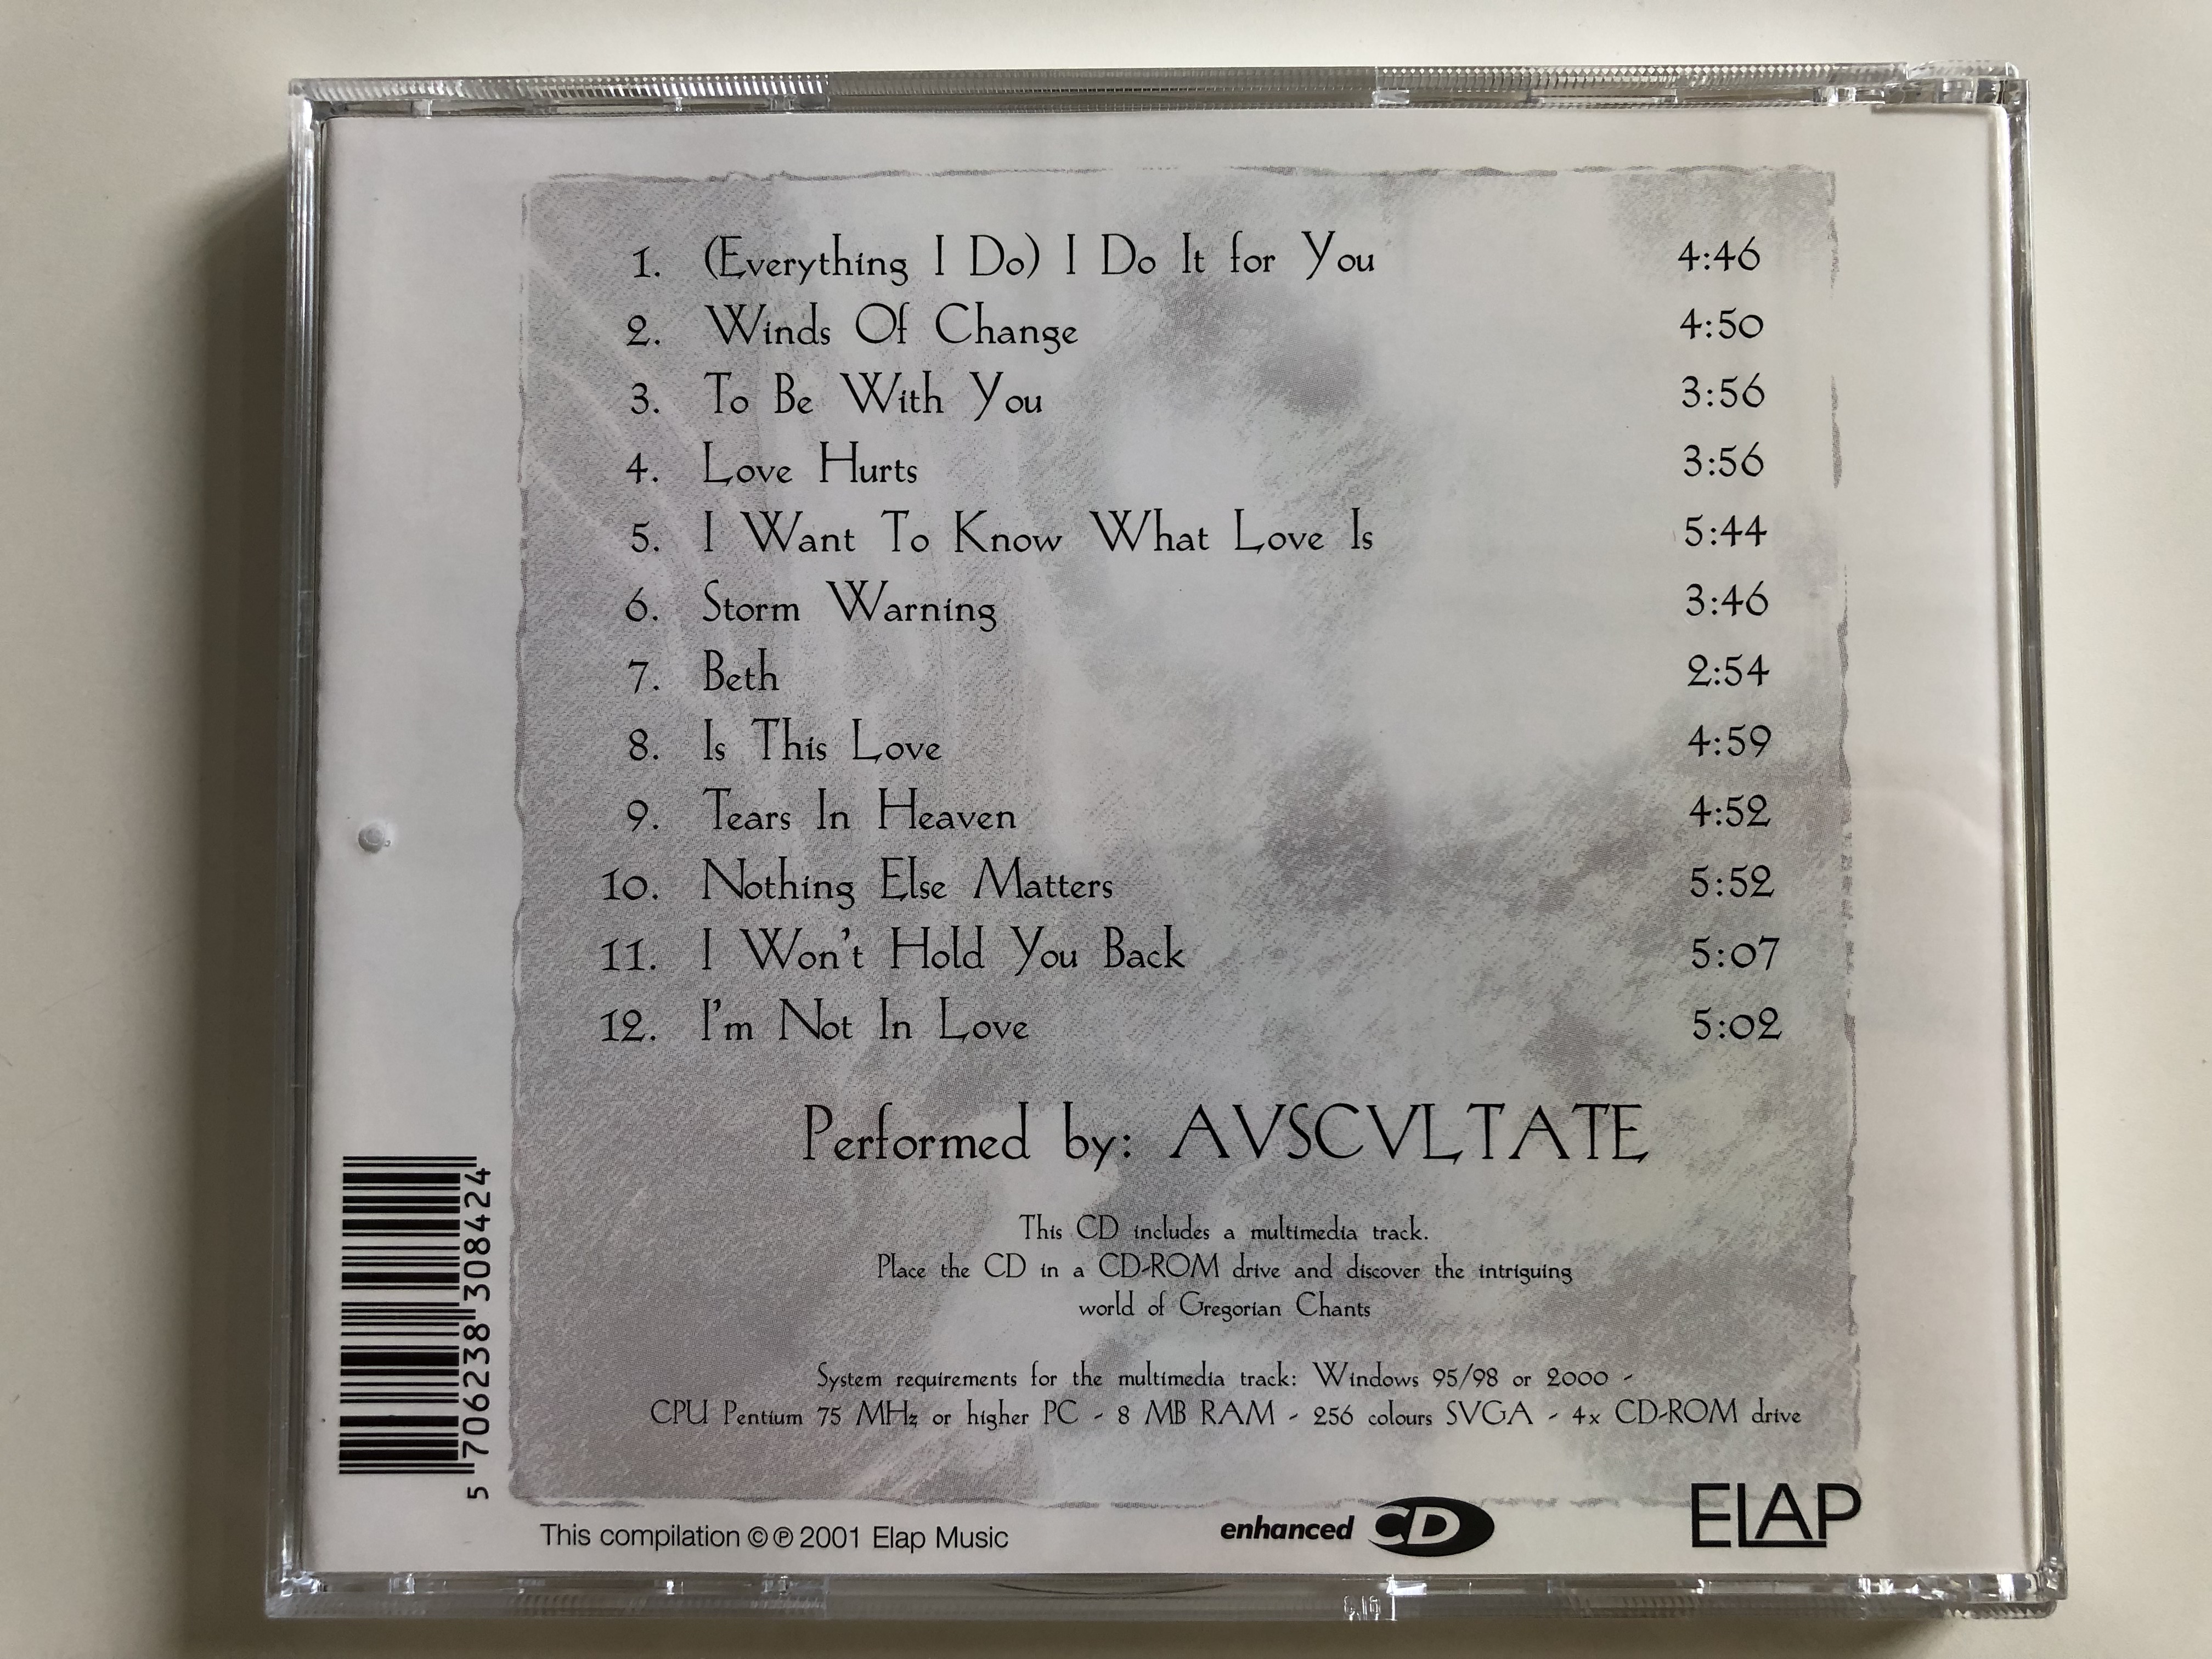 1. (Everything I Do) I Do It for You 4:46
2. Winds Of Change 4:50
3. To Be With You 3:56
4. Love Hurts 3:56
5. I Want To Know What Love Is 5:44
6. Storm Warning 3:46
7. Beth 2:54
8. Is This Love 4:59
9. Tears In Heaven 4:52
10. Nothing Else Matters 5:52
11. I Won't Hold You Back 5:07
12. I'm Not In Love 5:02
Performed by: AVSCVLTATE
This CD includes a multimedia track.
Place the CD in a CD-ROM drive and discover the intriguing
world of Gregorian Chants
System requirements for the multimedia track: Windows 95/98 or 2000 -
CPU Pentium 75 MHz or higher PC - 8 MB RAM - 256 colours SVGA - 4x CD-ROM drive
5 706238 308424
This compilation © ℗ 2001 Elap Music
enhanced CD
ELAP